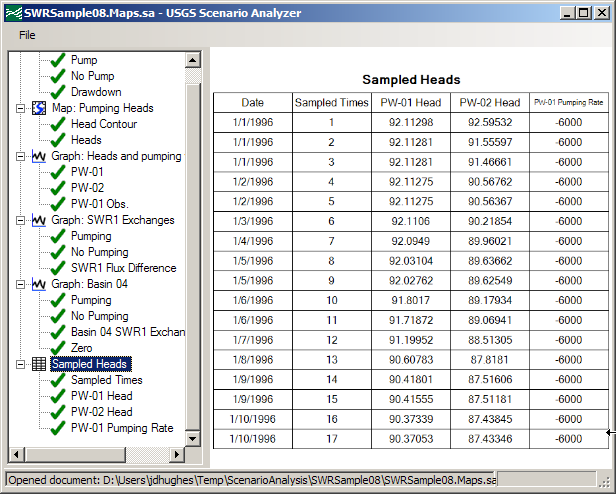 SWRSample08.Maps.sa - USGS Scenario Analyzer
File
Pump
No Pump
Drawdown
Map: Pumping Heads
Head Contour
Heads
Graph: Heads and pumping
PW-01
PW-02
PW-01 Obs.
Graph: SWR1 Exchanges
Pumping
No Pumping
SWR1 Flux Difference
Graph: Basin 04
Pumping
No Pumping
Basin 04 SWR1 Exchan
Zero
Sampled Heads
Sampled Times
PW-01 Head
PW-02 Head
PW-01 Pumping Rate
Sampled Heads
Date Sampled Times PW-01 Head PW-02 Head PW-01 Pumping Rate
1/1/1996 1 92.11298 92.59532 -6000
1/1/1996 2 92.11281 91.55597 -6000
1/1/1996 3 92.11281 91.46661 -6000
1/2/1996 4 92.11275 90.56762 -6000
1/2/1996 5 92.11275 90.56367 -6000
1/3/1996 6 92.1106 90.21854 -6000
1/4/1996 7 92.0949 89.96021 -6000
1/5/1996 8 92.03104 89.63662 -6000
1/5/1996 9 92.02762 89.62549 -6000
1/6/1996 10 91.8017 89.17934 -6000
1/6/1996 11 91.71872 89.06941 -6000
1/7/1996 12 91.19952 88.51305 -6000
1/8/1996 13 90.60783 87.8181 -6000
1/9/1996 14 90.41801 87.51606 -6000
1/9/1996 15 90.41555 87.51181 -6000
1/10/1996 16 90.37339 87.43845 -6000
1/10/1996 17 90.37053 87.43346 -6000
Opened document: D:\Users\jdhughes\Temp\ScenarioAnalysis\SWRSample08\SWRSample08.Maps.sa